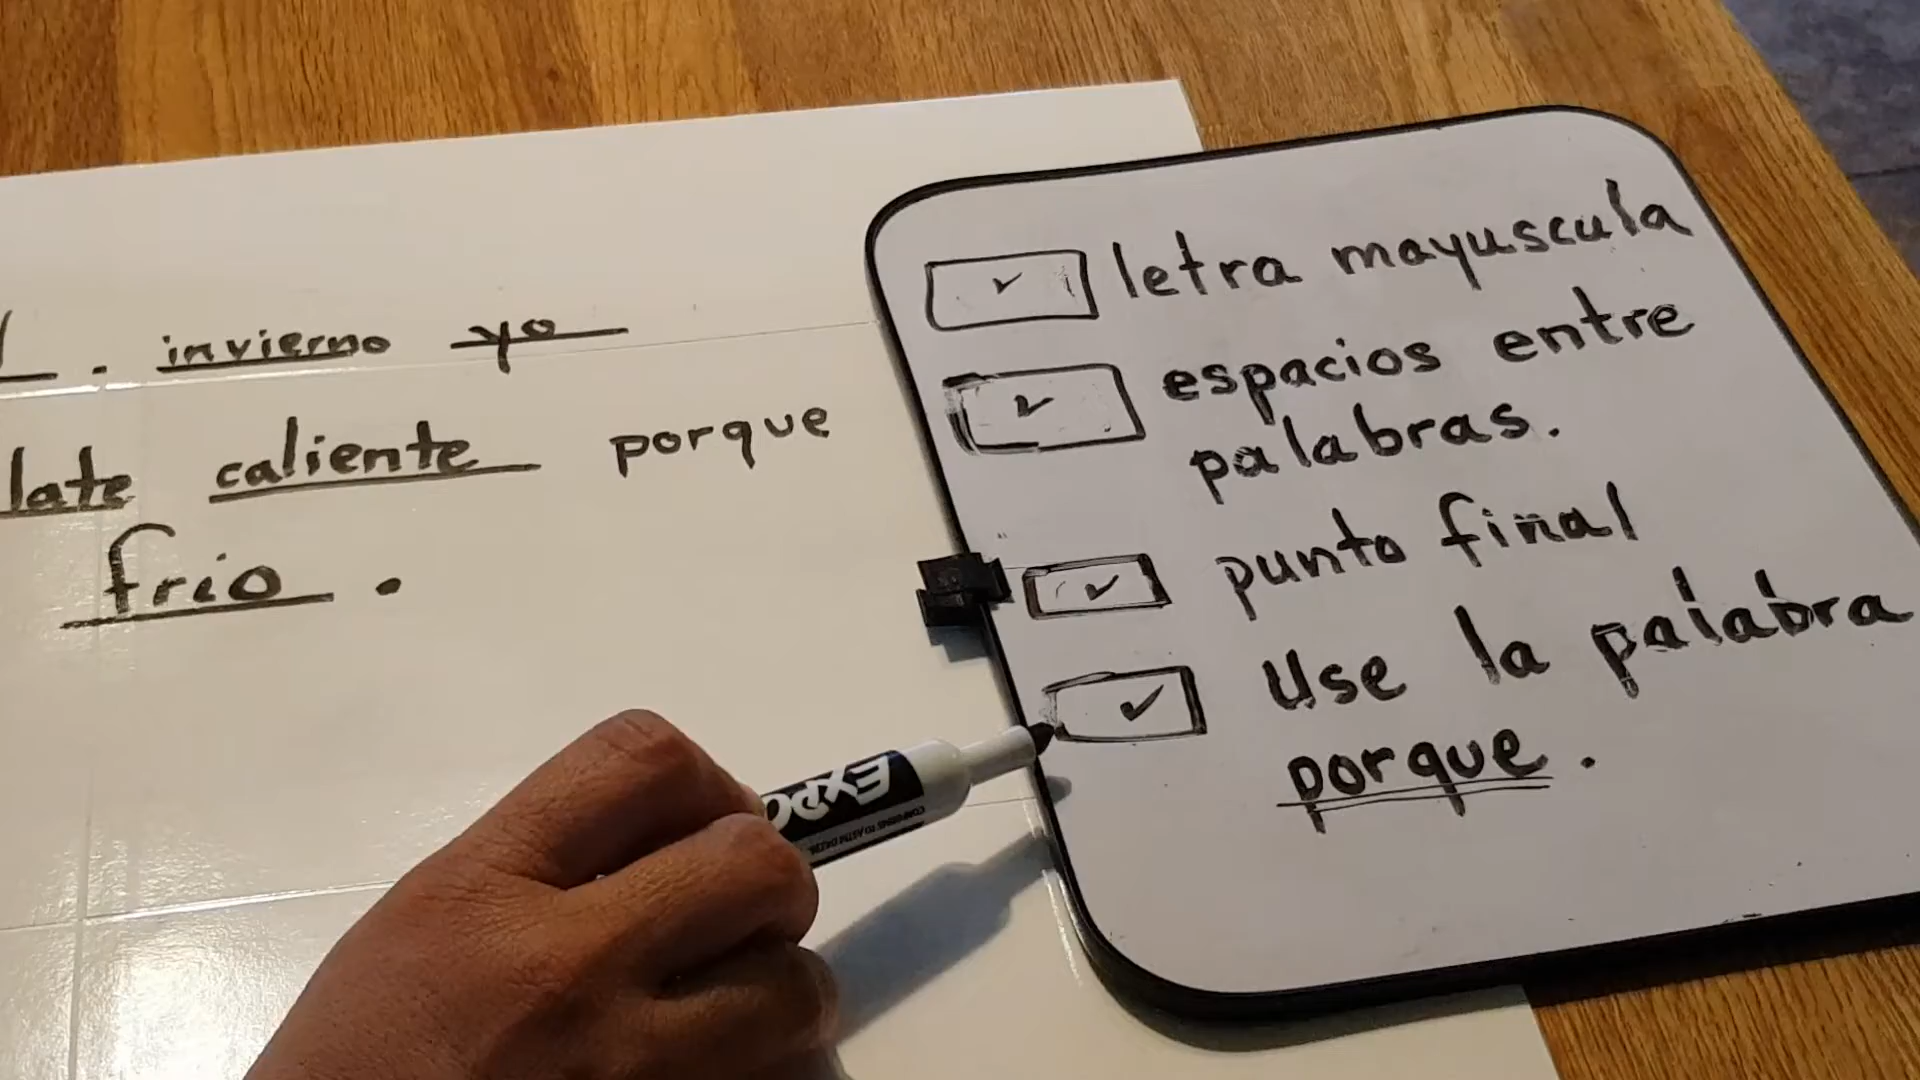 . invierno yo
late caliente porque
frio .
letra mayuscula
espacios entre
palabras.
punto final
Use la palabra
porque.
EXPO